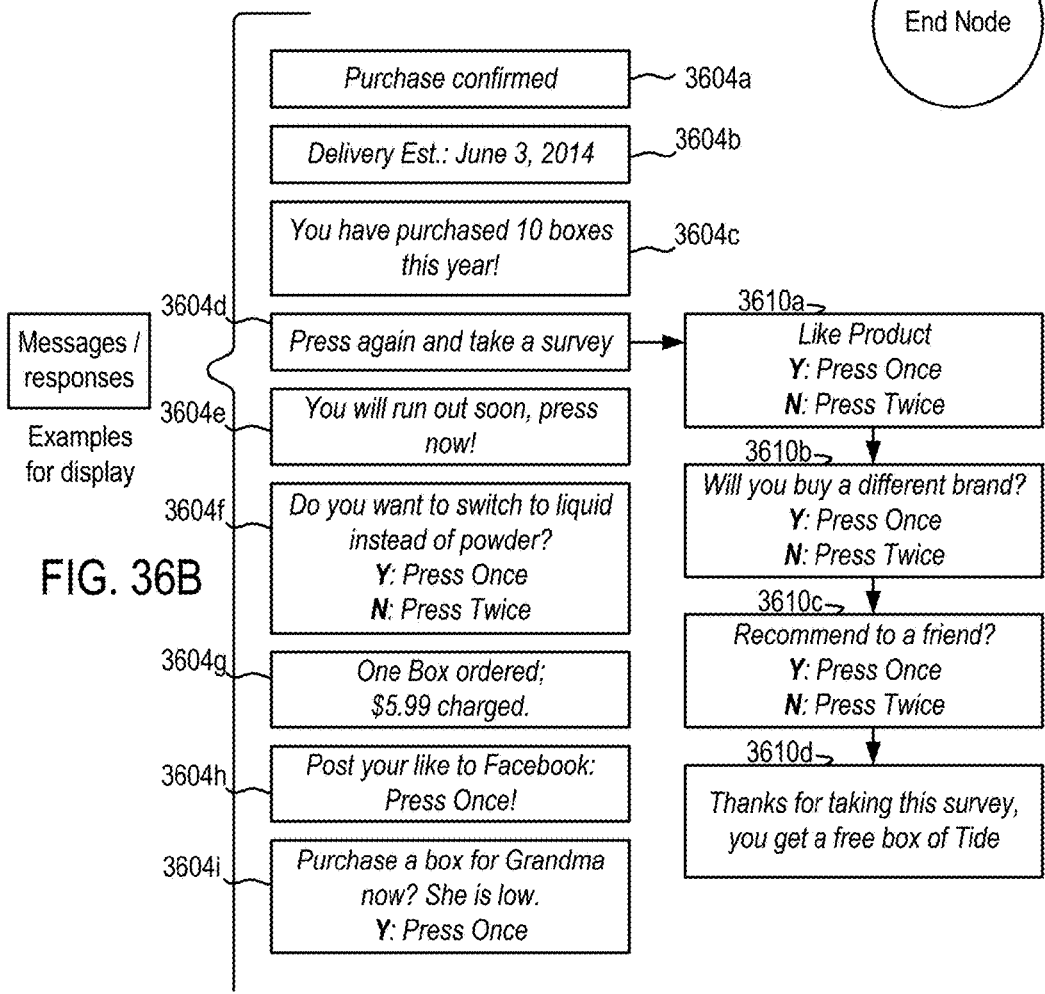 End Node
Purchase confirmed
3604a
Delivery Est.: June 3, 2014
3604b
You have purchased 10 boxes
this year!
3604c
3604d
Press again and take a survey
3604e
You will run out soon, press
now!
3604f
Do you want to switch to liquid
instead of powder?
Y: Press Once
N: Press Twice
3604g
One Box ordered;
$5.99 charged.
3604h
Post your like to Facebook:
Press Once!
3604i
Purchase a box for Grandma
now? She is low.
Y: Press Once
Messages /
responses
Examples
for display
FIG. 36B
3610a
Like Product
Y: Press Once
N: Press Twice
3610b
Will you buy a different brand?
Y: Press Once
N: Press Twice
3610c
Recommend to a friend?
Y: Press Once
N: Press Twice
3610d
Thanks for taking this survey,
you get a free box of Tide